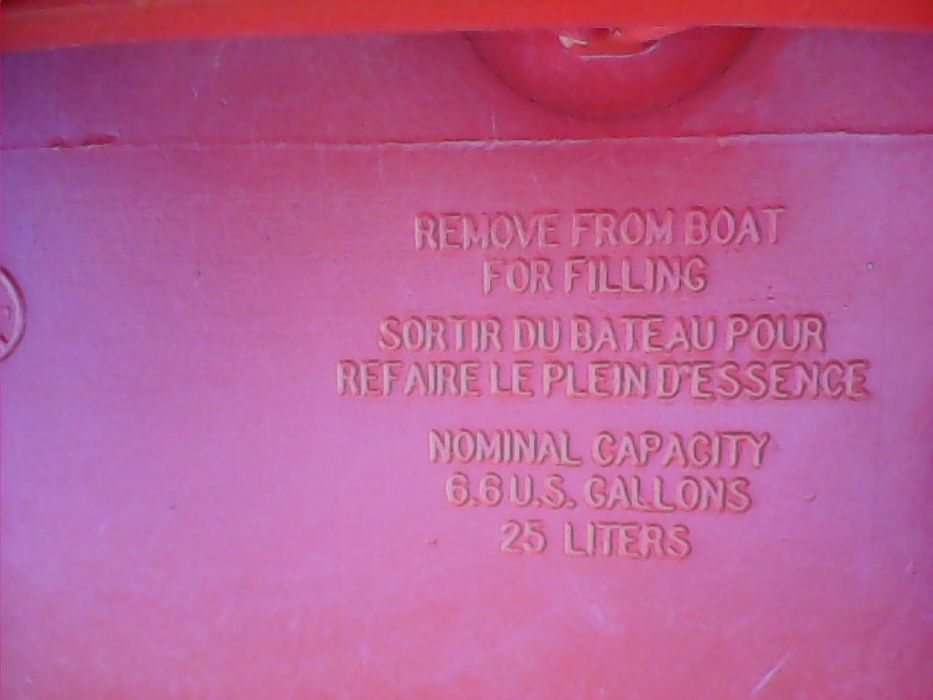 REMOVE FROM BOAT
FOR FILLING
SORTIR DU BATEAU POUR
REFAIRE LE PLEIN D'ESSENCE
NOMINAL CAPACITY
6.6 U.S. GALLONS
25 LITERS